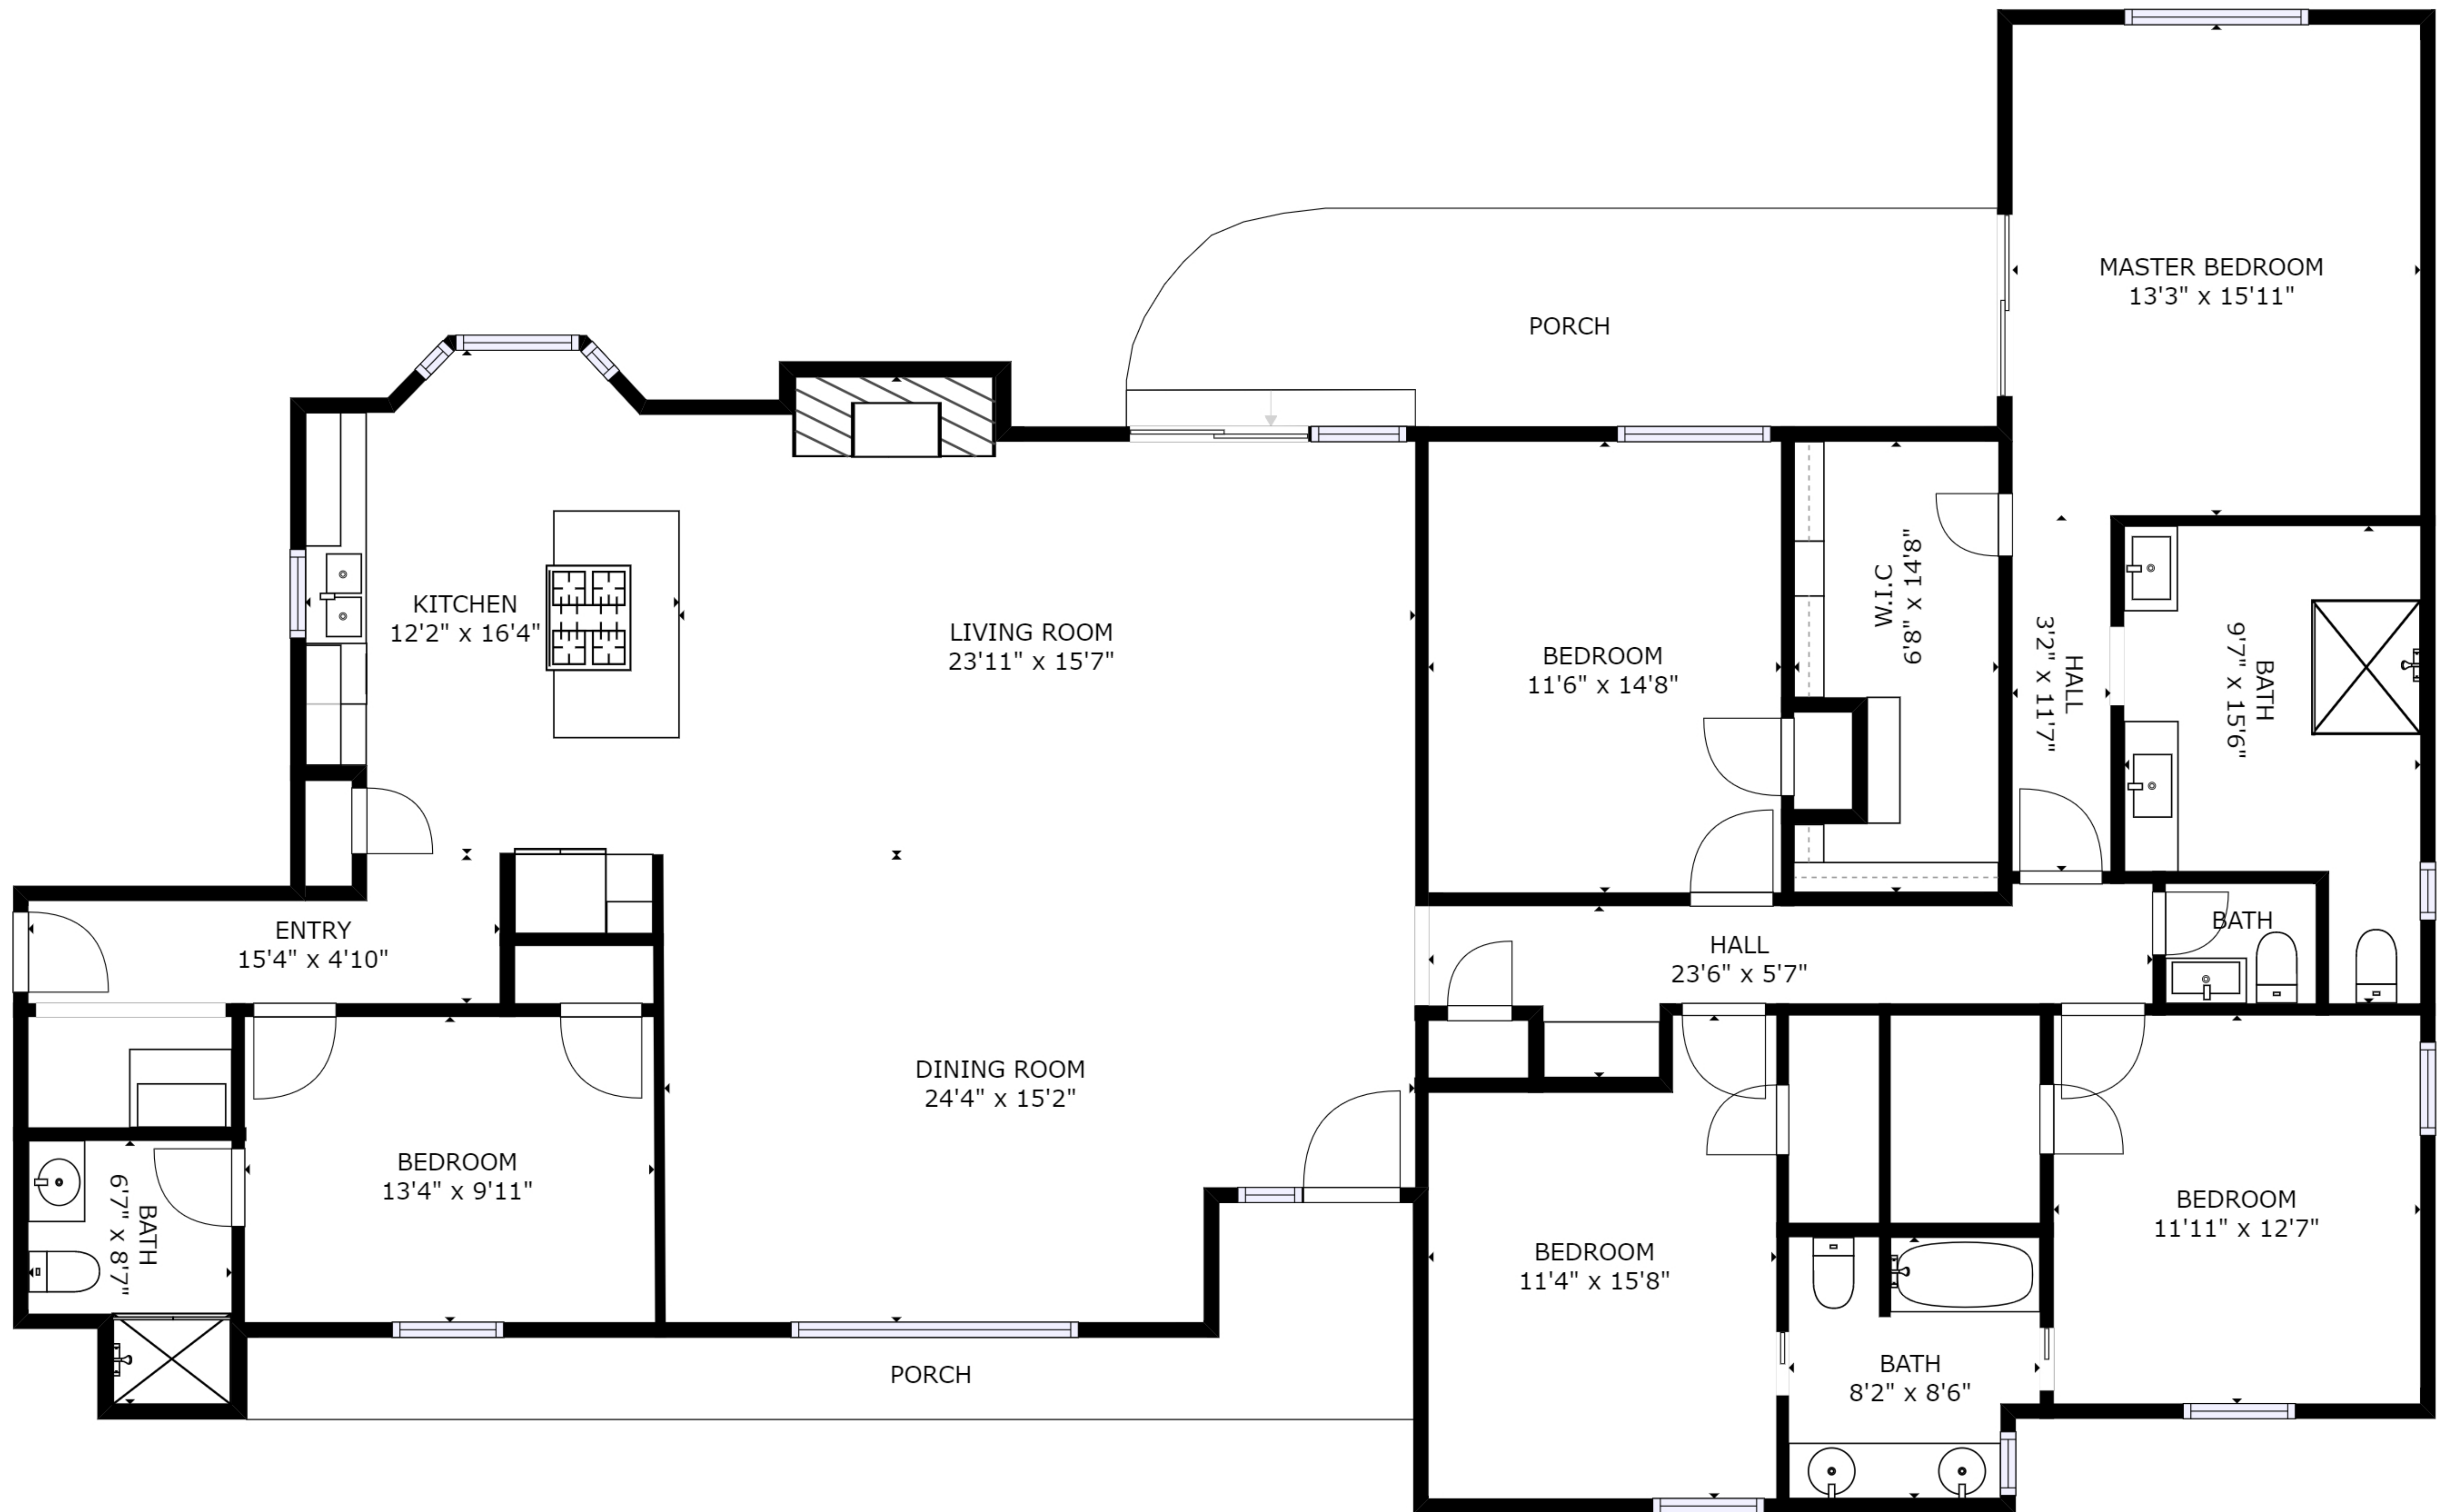 MASTER BEDROOM
13'3" x 15'11"
PORCH
KITCHEN
12'2" x 16'4"
LIVING ROOM
23'11" x 15'7"
BEDROOM
11'6" x 14'8"
W.I.C
6'8" x 14'8"
HALL
3'2" x 11'7"
BATH
9'7" x 15'6"
ENTRY
15'4" x 4'10"
HALL
23'6" x 5'7"
BATH
DINING ROOM
24'4" x 15'2"
BEDROOM
13'4" x 9'11"
BATH
6'7" x 8'7"
BEDROOM
11'4" x 15'8"
BEDROOM
11'11" x 12'7"
BATH
8'2" x 8'6"
PORCH